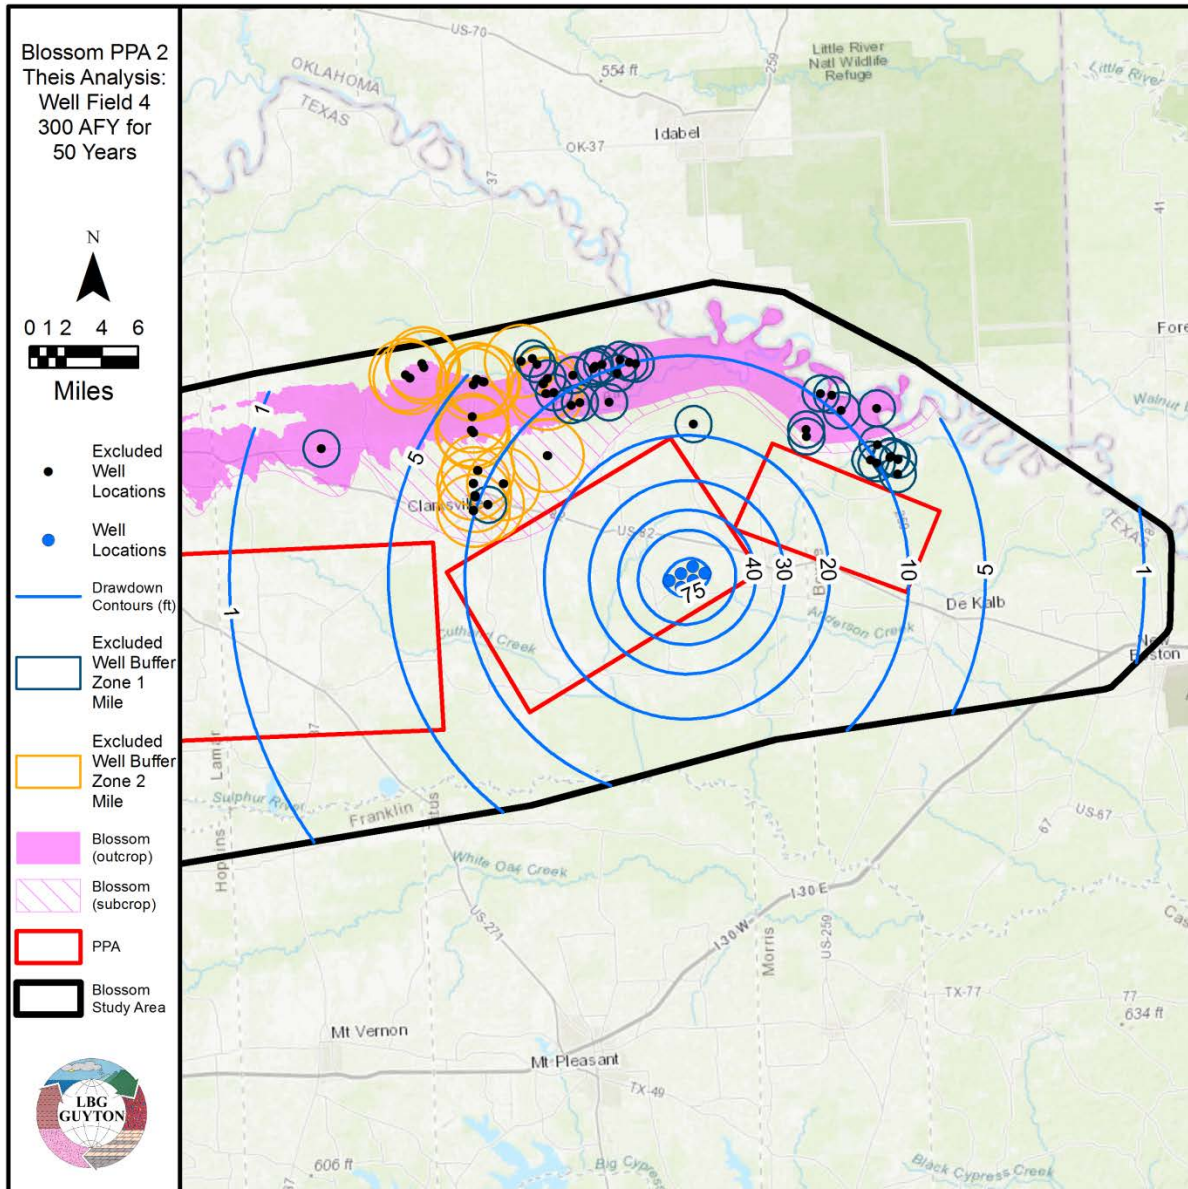 Blossom PPA 2
Theis Analysis:
Well Field 4
300 AFY for
50 Years
N
0 1 2 4 6
Miles
Excluded
Well
Locations
Well
Locations
Drawdown
Contours (ft)
Excluded
Well Buffer
Zone 1
Mile
Excluded
Well Buffer
Zone 2
Mile
Blossom
(outcrop)
Blossom
(subcrop)
PPA
Blossom
Study Area
LBG
GUYTON
US-70
OKLAHOMA
TEXAS
554 ft
259
Little River
Natl Wildlife
Refuge
Little River
Idabel
OK-37
37
41
1
5
US-82
259
TEXAS
1
75
40
30
20
10
5
1
De Kalb
Anderson Creek
Cuthand Creek
New
Boston
37
Lamar
Sulphur River
Franklin
Hopkins
White Oak Creek
US-67
67
US-271
I-30 E
I-30 W
Morris
US-259
TX-77
77
634 ft
Mt Vernon
Mt Pleasant
TX-49
606 ft
Black Cypress Creek